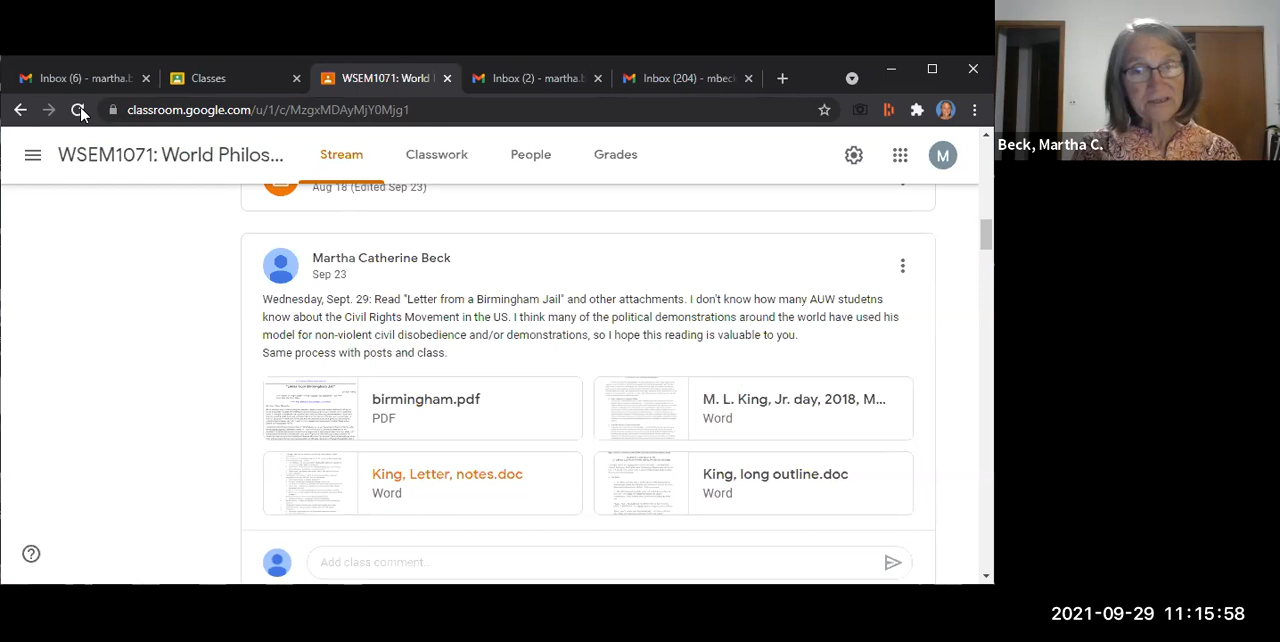 Inbox (6) - martha.b
Classes
WSEM1071: World
Inbox (2) - martha.b
Inbox (204) - mbec
classroom.google.com/u/1/c/MzgxMDAyMjY0Mjg1
WSEM1071: World Philos...
Stream
Classwork
People
Grades
M
Aug 18 (Edited Sep 23)
Martha Catherine Beck
Sep 23
Wednesday, Sept. 29: Read "Letter from a Birmingham Jail" and other attachments. I don't know how many AUW studetns
know about the Civil Rights Movement in the US. I think many of the political demonstrations around the world have used his
model for non-violent civil disobedience and/or demonstrations, so I hope this reading is valuable to you.
Same process with posts and class.
birmingham.pdf
PDF
M. L. King, Jr. day, 2018, M...
Word
King, Letter, notes.doc
Word
King, long outline.doc
Word
Add class comment...
Beck, Martha C.
2021-09-29 11:15:58